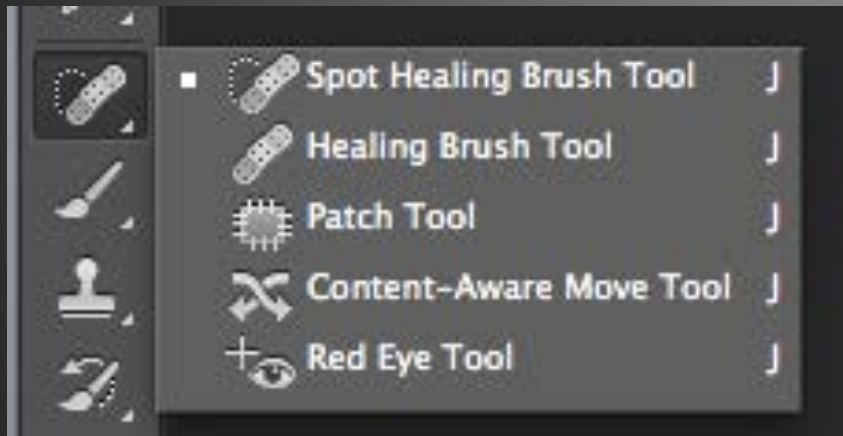 Spot Healing Brush Tool J
Healing Brush Tool J
Patch Tool J
Content-Aware Move Tool J
Red Eye Tool J